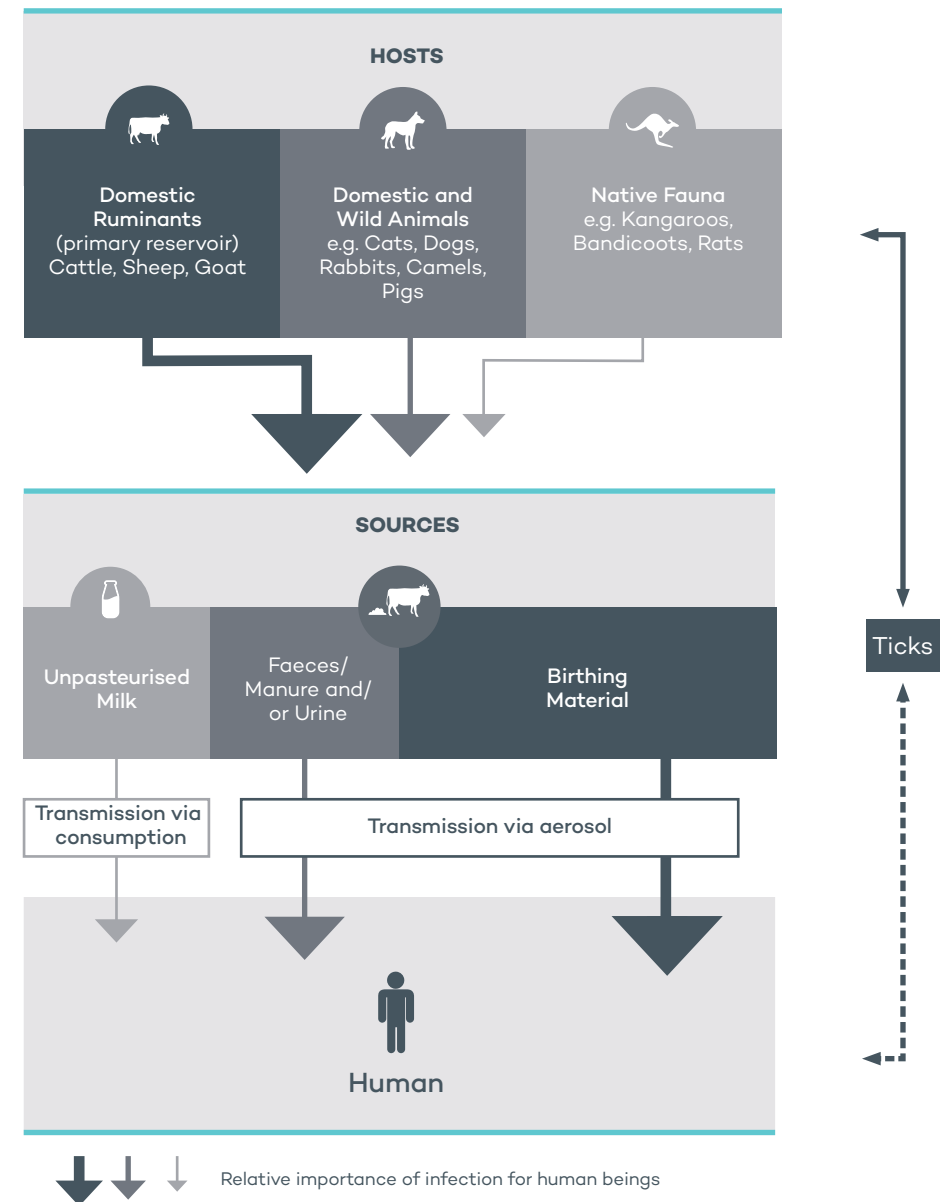 HOSTS
Domestic
Ruminants
(primary reservoir)
Cattle, Sheep, Goat
Domestic and
Wild Animals
e.g. Cats, Dogs,
Rabbits, Camels,
Pigs
Native Fauna
e.g. Kangaroos,
Bandicoots, Rats
SOURCES
Unpasteurised
Milk
Faeces/
Manure and/
or Urine
Birthing
Material
Ticks
Transmission via
consumption
Transmission via aerosol
Human
Relative importance of infection for human beings